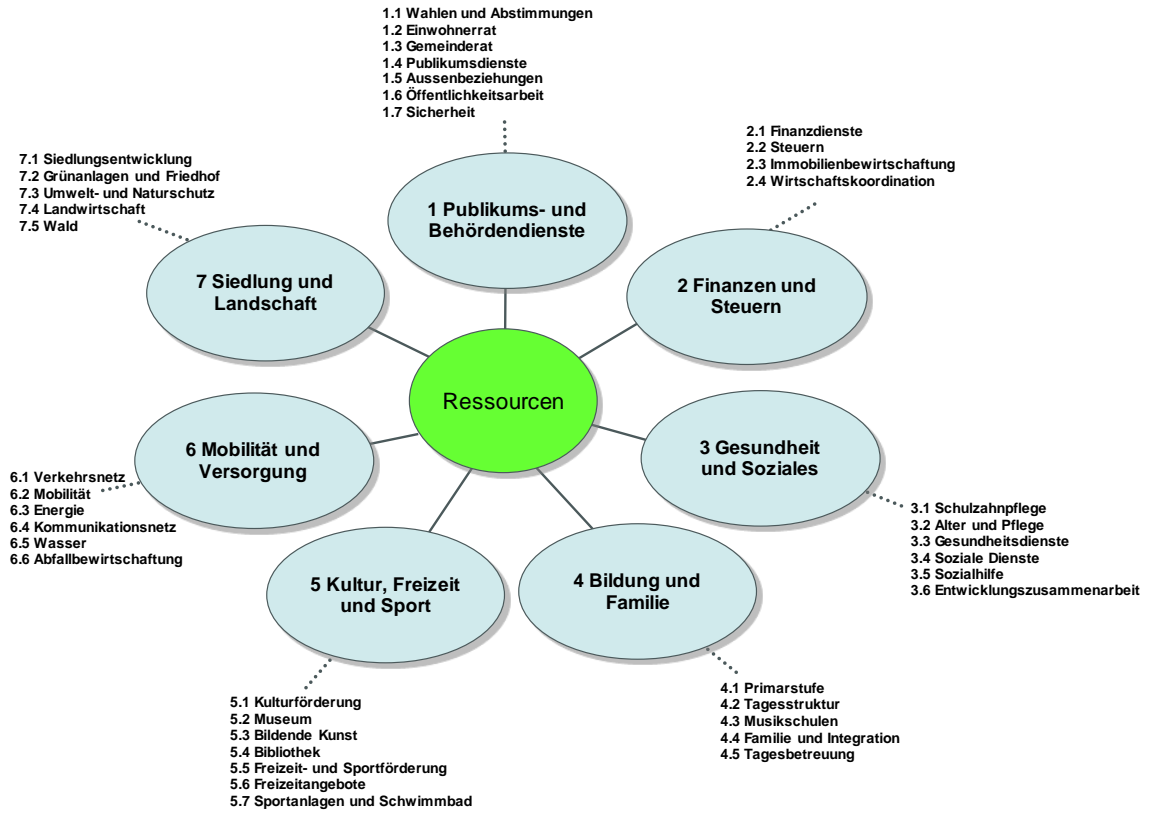 1.1 Wahlen und Abstimmungen
1.2 Einwohnerrat
1.3 Gemeinderat
1.4 Publikumsdienste
1.5 Aussenbeziehungen
1.6 Öffentlichkeitsarbeit
1.7 Sicherheit
2.1 Finanzdienste
2.2 Steuern
2.3 Immobilienbewirtschaftung
2.4 Wirtschaftskoordination
7.1 Siedlungsentwicklung
7.2 Grünanlagen und Friedhof
7.3 Umwelt- und Naturschutz
7.4 Landwirtschaft
7.5 Wald
1 Publikums- und
Behördendienste
7 Siedlung und
Landschaft
2 Finanzen und
Steuern
Ressourcen
6 Mobilität und
Versorgung
3 Gesundheit
und Soziales
6.1 Verkehrsnetz
6.2 Mobilität
6.3 Energie
6.4 Kommunikationsnetz
6.5 Wasser
6.6 Abfallbewirtschaftung
3.1 Schulzahnpflege
3.2 Alter und Pflege
3.3 Gesundheitsdienste
3.4 Soziale Dienste
3.5 Sozialhilfe
3.6 Entwicklungszusammenarbeit
5 Kultur, Freizeit
und Sport
4 Bildung und
Familie
5.1 Kulturförderung
5.2 Museum
5.3 Bildende Kunst
5.4 Bibliothek
5.5 Freizeit- und Sportförderung
5.6 Freizeitangebote
5.7 Sportanlagen und Schwimmbad
4.1 Primarstufe
4.2 Tagesstruktur
4.3 Musikschulen
4.4 Familie und Integration
4.5 Tagesbetreuung